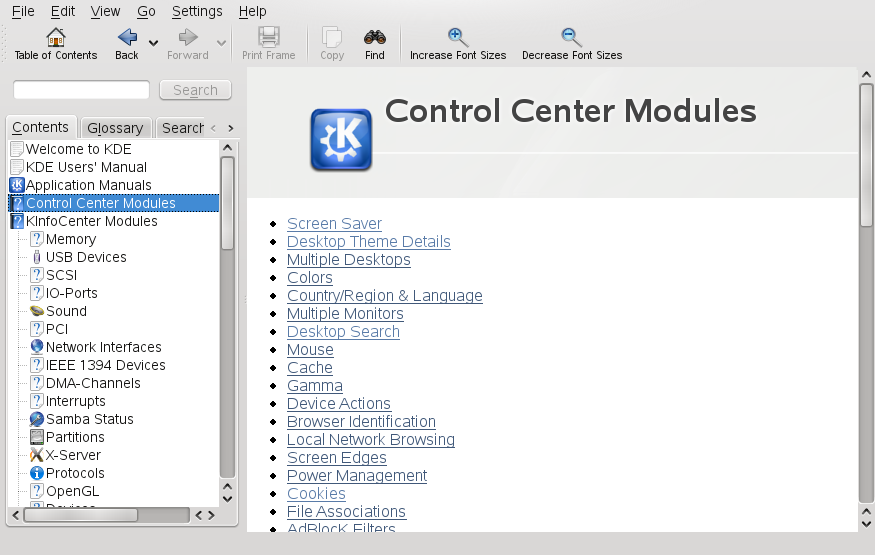 File Edit View Go Settings Help
Table of Contents Back Forward Print Frame Copy Find Increase Font Sizes Decrease Font Sizes
Search
Contents Glossary Search
Welcome to KDE
KDE Users' Manual
Application Manuals
Control Center Modules
KInfoCenter Modules
Memory
USB Devices
SCSI
IO-Ports
Sound
PCI
Network Interfaces
IEEE 1394 Devices
DMA-Channels
Interrupts
Samba Status
Partitions
X-Server
Protocols
OpenGL
Devices
Control Center Modules
Screen Saver
Desktop Theme Details
Multiple Desktops
Colors
Country/Region & Language
Multiple Monitors
Desktop Search
Mouse
Cache
Gamma
Device Actions
Browser Identification
Local Network Browsing
Screen Edges
Power Management
Cookies
File Associations
AdBlocK Filters